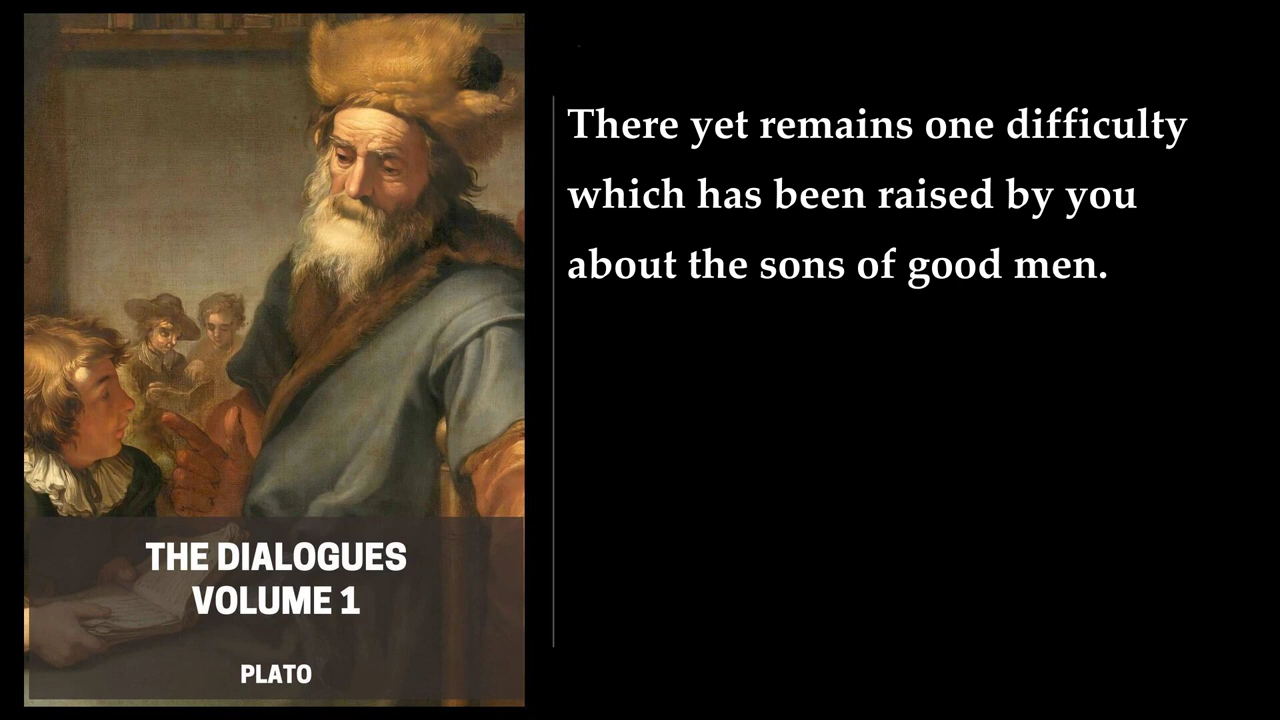 There yet remains one difficulty
which has been raised by you
about the sons of good men.
THE DIALOGUES
VOLUME 1
PLATO